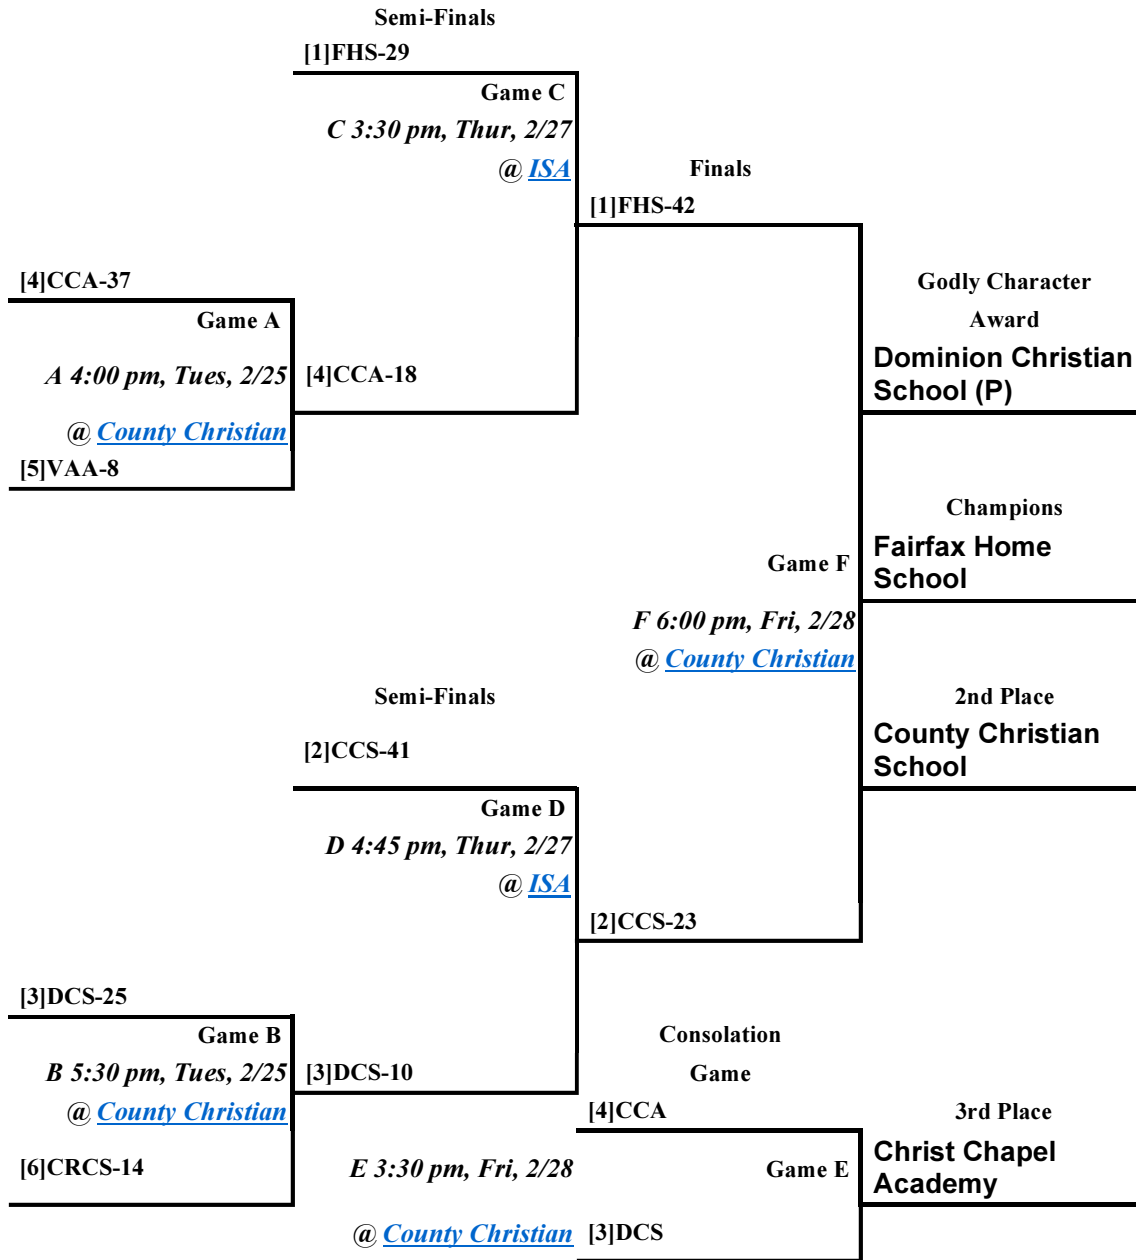 Semi-Finals
[1]FHS-29
Game C
C 3:30 pm, Thur, 2/27
@ ISA
Finals
[1]FHS-42
[4]CCA-37
Game A
A 4:00 pm, Tues, 2/25
@ County Christian
[5]VAA-8
[4]CCA-18
Godly Character
Award
Dominion Christian
School (P)
Champions
Fairfax Home
School
Game F
F 6:00 pm, Fri, 2/28
@ County Christian
2nd Place
County Christian
School
Semi-Finals
[2]CCS-41
Game D
D 4:45 pm, Thur, 2/27
@ ISA
[2]CCS-23
[3]DCS-25
Game B
B 5:30 pm, Tues, 2/25
@ County Christian
[6]CRCS-14
[3]DCS-10
Consolation
Game
[4]CCA
E 3:30 pm, Fri, 2/28
Game E
@ County Christian
[3]DCS
3rd Place
Christ Chapel
Academy